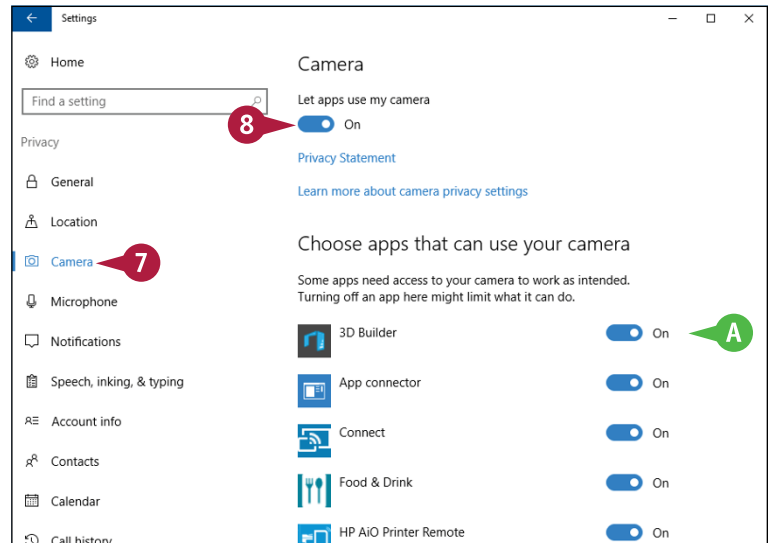 Settings
Home
Find a setting
Privacy
General
Location
Camera
7
Microphone
Notifications
Speech, inking, & typing
Account info
Contacts
Calendar
Call history
Camera
Let apps use my camera
8
On
Privacy Statement
Learn more about camera privacy settings
Choose apps that can use your camera
Some apps need access to your camera to work as intended.
Turning off an app here might limit what it can do.
3D Builder On
A
App connector On
Connect On
Food & Drink On
HP AiO Printer Remote On